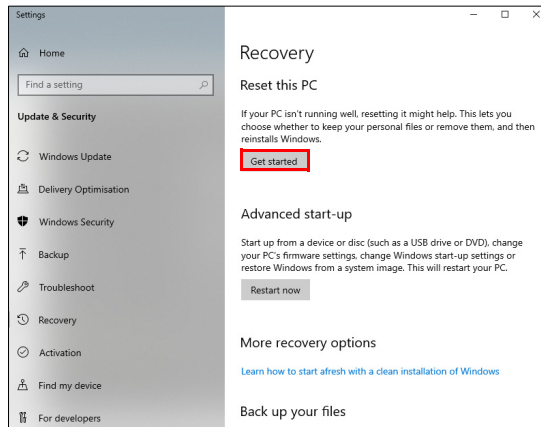 Settings
Home
Find a setting
Update & Security
Windows Update
Delivery Optimisation
Windows Security
Backup
Troubleshoot
Recovery
Activation
Find my device
For developers
Recovery
Reset this PC
If your PC isn't running well, resetting it might help. This lets you
choose whether to keep your personal files or remove them, and then
reinstalls Windows.
Get started
Advanced start-up
Start up from a device or disc (such as a USB drive or DVD), change
your PC's firmware settings, change Windows start-up settings or
restore Windows from a system image. This will restart your PC.
Restart now
More recovery options
Learn how to start afresh with a clean installation of Windows
Back up your files